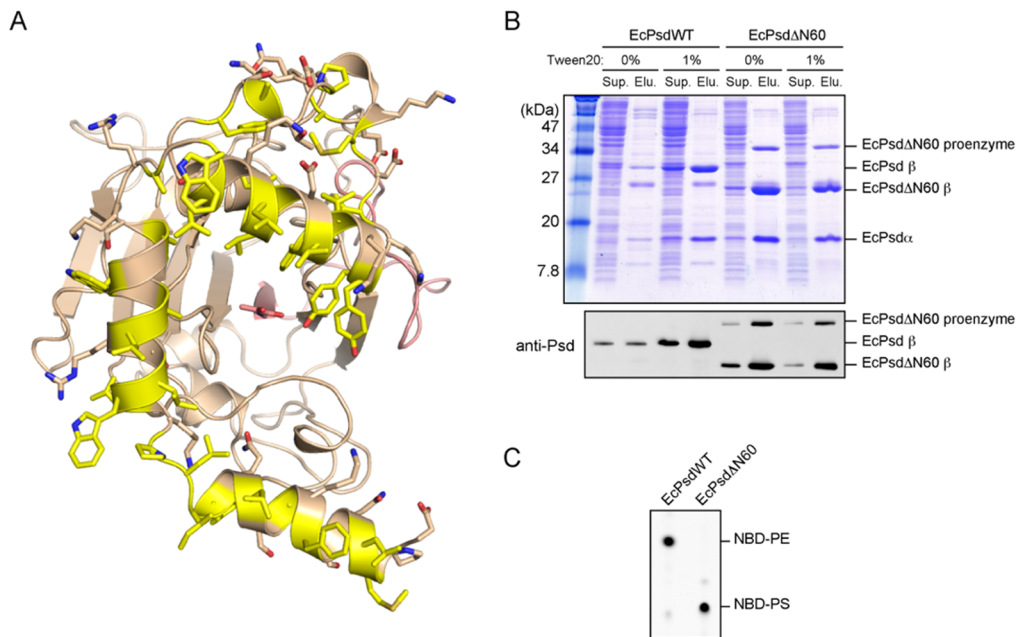 A
B
EcPsdWT EcPsdΔN60
Tween20: 0% 1% 0% 1%
Sup. Elu. Sup. Elu. Sup. Elu. Sup. Elu.
(kDa)
47
34
27
20
7.8
EcPsdΔN60 proenzyme
EcPsd β
EcPsdΔN60 β
EcPsdα
anti-Psd
EcPsdΔN60 proenzyme
EcPsd β
EcPsdΔN60 β
C
EcPsdWT
EcPsdΔN60
NBD-PE
NBD-PS